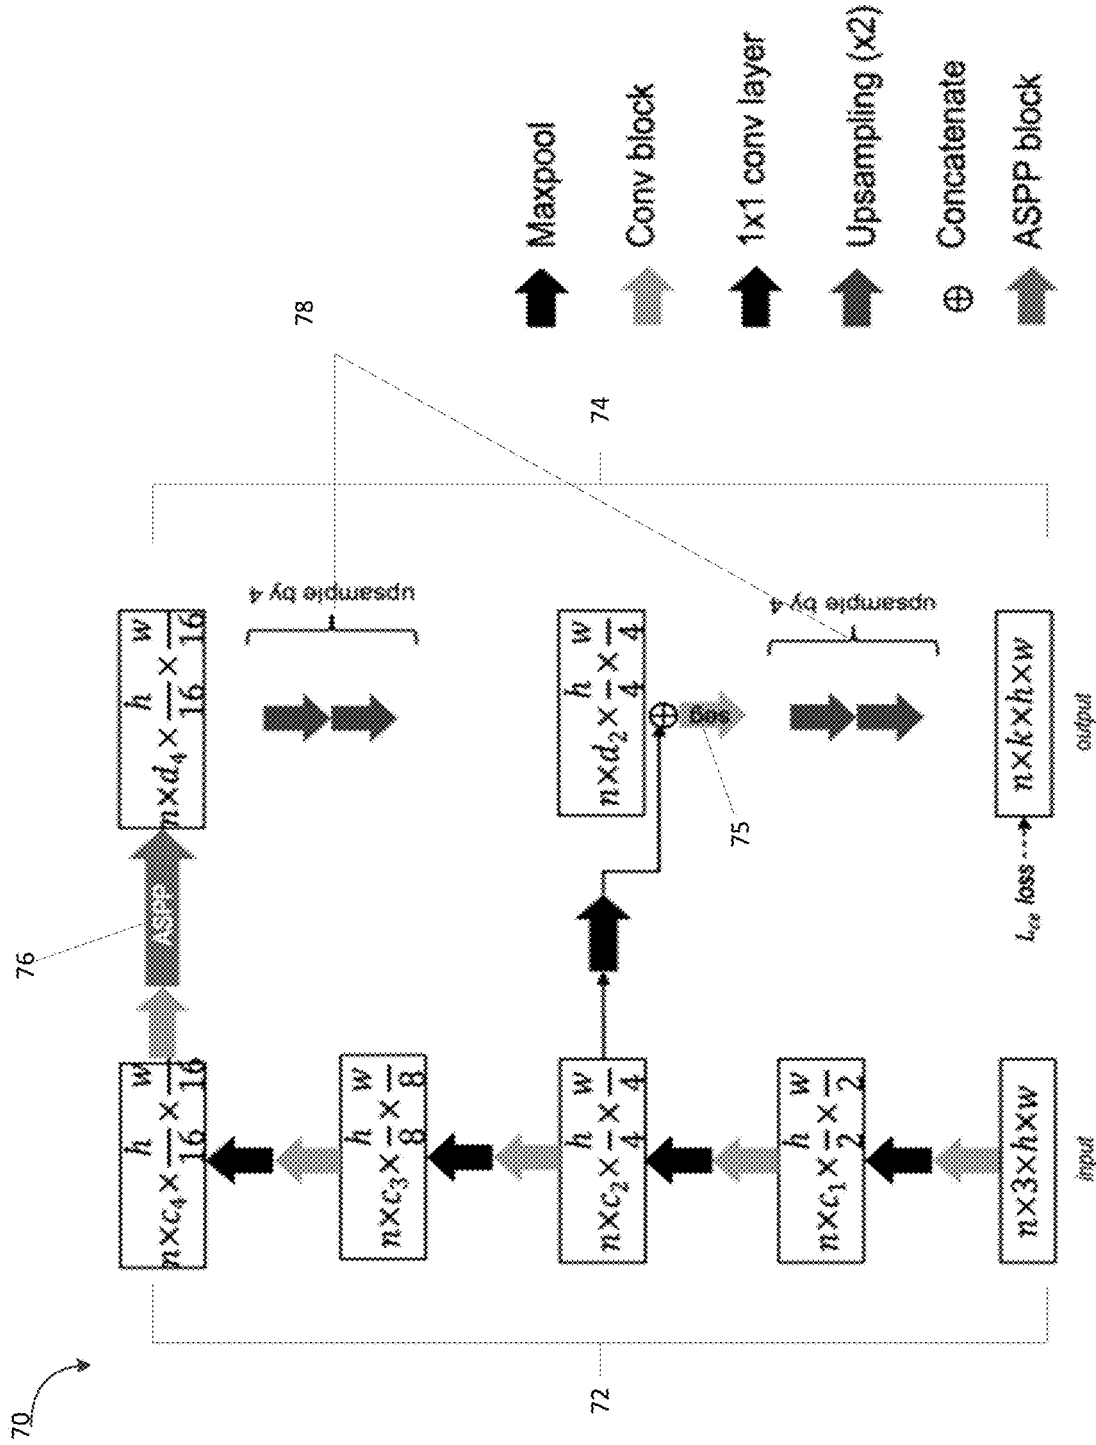 70
72
74
76
78
75
n×c₄×h/16×w/16
n×c₃×h/8×w/8
n×c₂×h/4×w/4
n×c₁×h/2×w/2
n×3×h×w
input
ASPP
n×d₄×h/16×w/16
upsample by 4
n×d₂×h/4×w/4
seg
upsample by 4
n×k×h×w
output
L_ce loss
Maxpool
Conv block
1x1 conv layer
Upsampling (x2)
⊕ Concatenate
ASPP block